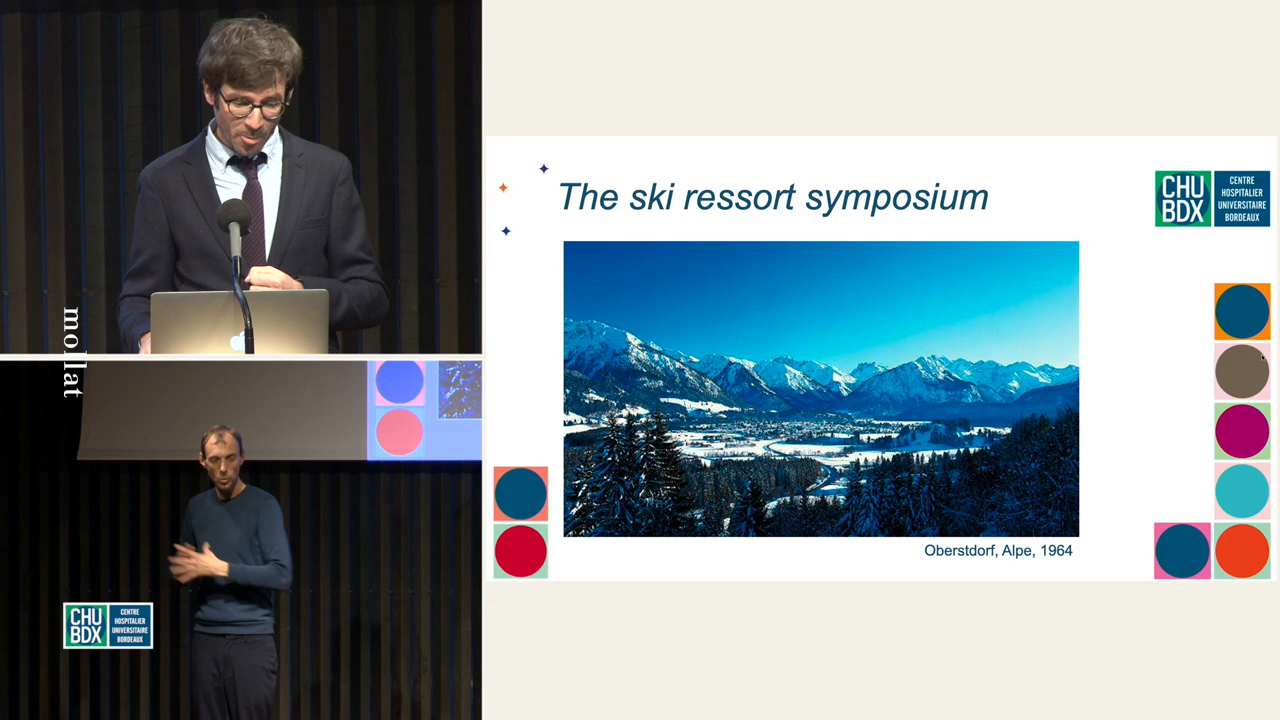 mollat
CHU
BDX
CENTRE
HOSPITALIER
UNIVERSITAIRE
BORDEAUX
The ski ressort symposium
CHU
BDX
CENTRE
HOSPITALIER
UNIVERSITAIRE
BORDEAUX
Oberstdorf, Alpe, 1964